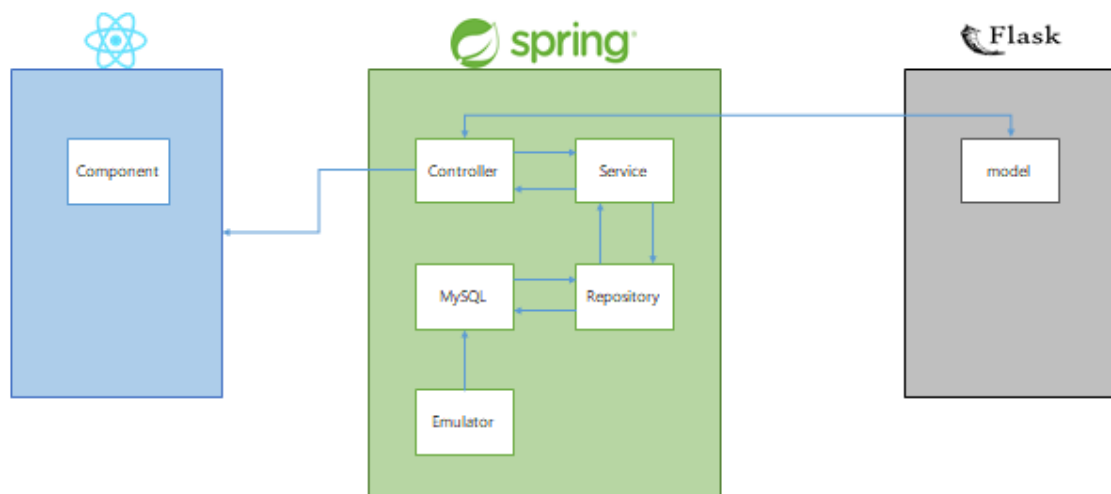 spring
Flask
Component
Controller
Service
model
MySQL
Repository
Emulator